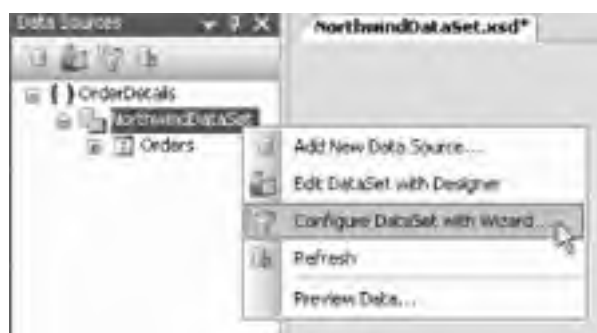 Data Sources
NorthwindDataSet.xsd*
{ } OrderDetails
NorthwindDataSet
Orders
Add New Data Source...
Edit DataSet with Designer
Configure DataSet with Wizard...
Refresh
Preview Data...